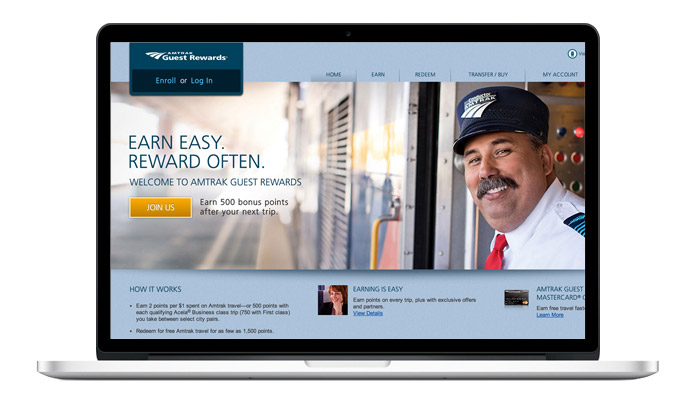 AMTRAK
Guest Rewards
Enroll or Log In
HOME
EARN
REDEEM
TRANSFER / BUY
MY ACCOUNT
Conductor
AMTRAK
EARN EASY.
REWARD OFTEN.
WELCOME TO AMTRAK GUEST REWARDS
JOIN US
Earn 500 bonus points
after your next trip.
HOW IT WORKS
• Earn 2 points per $1 spent on Amtrak travel—or 500 points with
each qualifying Acela® Business class trip (750 with First class)
you take between select city pairs.
• Redeem for free Amtrak travel for as few as 1,500 points.
EARNING IS EASY
Earn points on every trip, plus with exclusive offers
and partners.
View Details
AMTRAK GUEST
MASTERCARD®
Earn free travel
Learn More